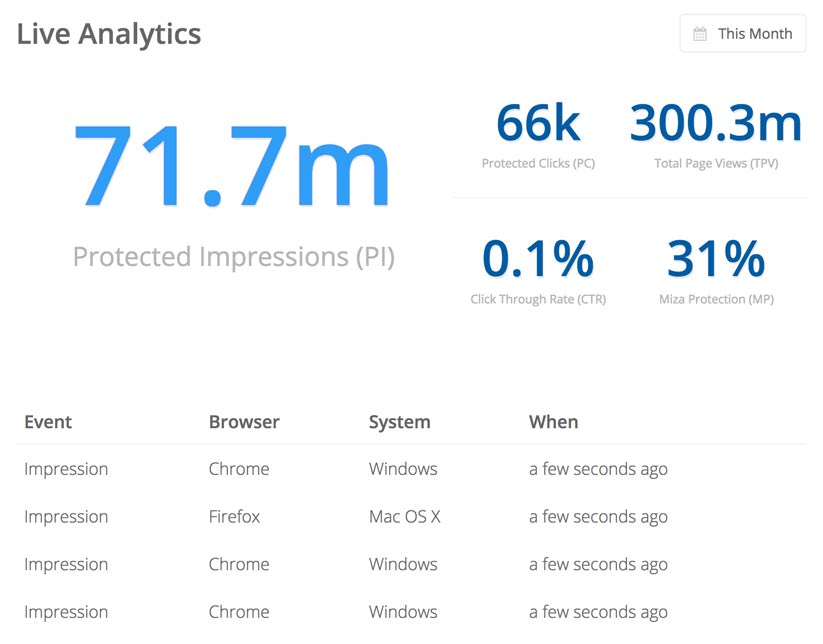 Live Analytics
This Month
71.7m
Protected Impressions (PI)
66k
Protected Clicks (PC)
300.3m
Total Page Views (TPV)
0.1%
Click Through Rate (CTR)
31%
Miza Protection (MP)
Event Browser System When
Impression Chrome Windows a few seconds ago
Impression Firefox Mac OS X a few seconds ago
Impression Chrome Windows a few seconds ago
Impression Chrome Windows a few seconds ago